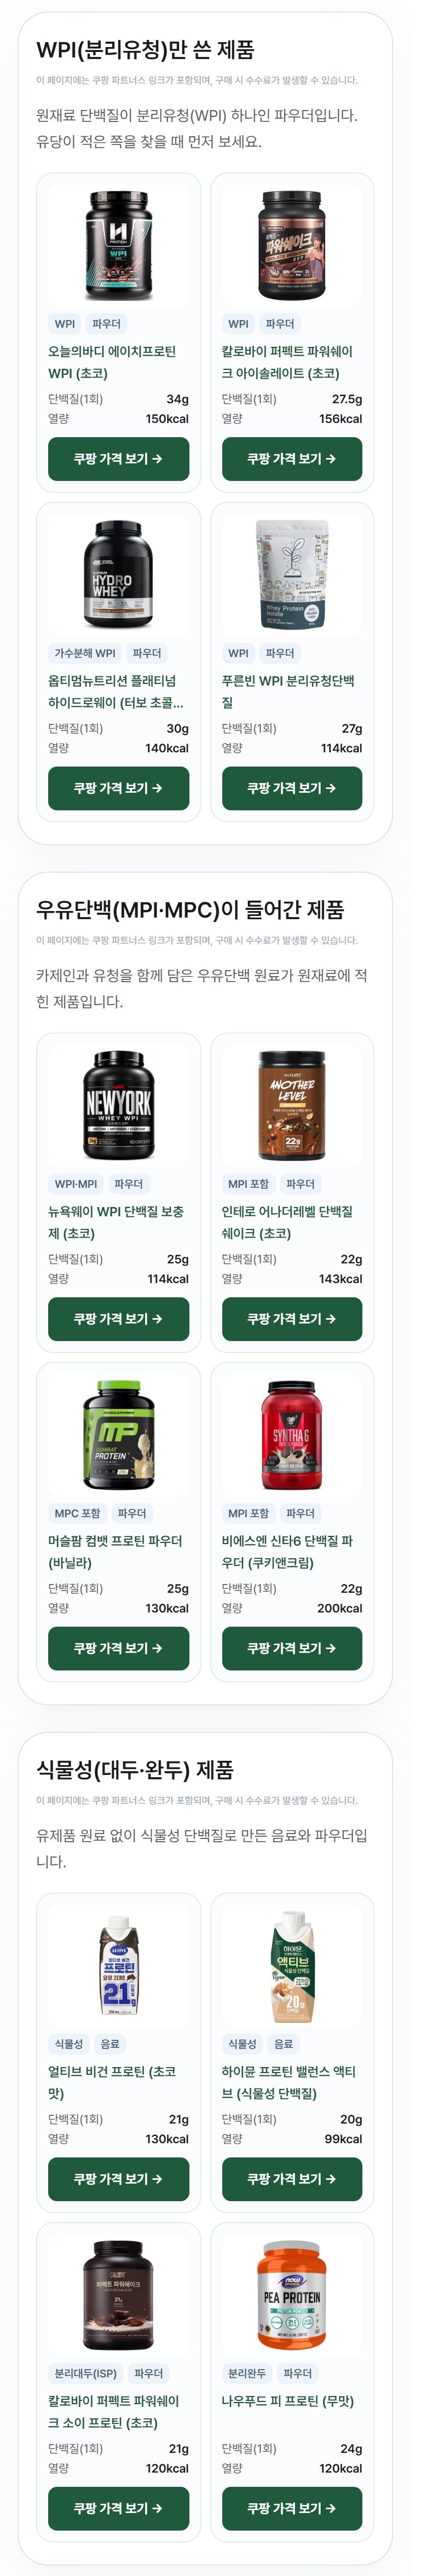 WPI(분리유청)만 쓴 제품
이 페이지에는 쿠팡 파트너스 링크가 포함되며, 구매 시 수수료가 발생할 수 있습니다.
원재료 단백질이 분리유청(WPI) 하나인 파우더입니다.
유당이 적은 쪽을 찾을 때 먼저 보세요.
PROTEIN
WPI
WPI 파우더
오늘의바디 에이치프로틴
WPI (초코)
단백질(1회) 34g
열량 150kcal
쿠팡 가격 보기 →
파워쉐이크
WPI 파우더
칼로바이 퍼펙트 파워쉐이
크 아이솔레이트 (초코)
단백질(1회) 27.5g
열량 156kcal
쿠팡 가격 보기 →
HYDRO
WHEY
가수분해 WPI 파우더
옵티멈뉴트리션 플래티넘
하이드로웨이 (터보 초콜...
단백질(1회) 30g
열량 140kcal
쿠팡 가격 보기 →
Whey Protein
Isolate
WPI 파우더
푸른빈 WPI 분리유청단백
질
단백질(1회) 27g
열량 114kcal
쿠팡 가격 보기 →
우유단백(MPI·MPC)이 들어간 제품
이 페이지에는 쿠팡 파트너스 링크가 포함되며, 구매 시 수수료가 발생할 수 있습니다.
카제인과 유청을 함께 담은 우유단백 원료가 원재료에 적
힌 제품입니다.
NEWYORK
WHEY WPI
WPI·MPI 파우더
뉴욕웨이 WPI 단백질 보충
제 (초코)
단백질(1회) 25g
열량 114kcal
쿠팡 가격 보기 →
ANOTHER
LEVEL
22g
MPI 포함 파우더
인테로 어나더레벨 단백질
쉐이크 (초코)
단백질(1회) 22g
열량 143kcal
쿠팡 가격 보기 →
MP
COMBAT
PROTEIN
MPC 포함 파우더
머슬팜 컴뱃 프로틴 파우더
(바닐라)
단백질(1회) 25g
열량 130kcal
쿠팡 가격 보기 →
SYNTHA 6
MPI 포함 파우더
비에스엔 신타6 단백질 파
우더 (쿠키앤크림)
단백질(1회) 22g
열량 200kcal
쿠팡 가격 보기 →
식물성(대두·완두) 제품
이 페이지에는 쿠팡 파트너스 링크가 포함되며, 구매 시 수수료가 발생할 수 있습니다.
유제품 원료 없이 식물성 단백질로 만든 음료와 파우더입
니다.
프로틴
ZERO
21g
식물성 음료
얼티브 비건 프로틴 (초코
맛)
단백질(1회) 21g
열량 130kcal
쿠팡 가격 보기 →
하이뮨
액티브
식물성 단백질
ZERO
20g
식물성 음료
하이뮨 프로틴 밸런스 액티
브 (식물성 단백질)
단백질(1회) 20g
열량 99kcal
쿠팡 가격 보기 →
퍼펙트 파워쉐이크
21g
분리대두(ISP) 파우더
칼로바이 퍼펙트 파워쉐이
크 소이 프로틴 (초코)
단백질(1회) 21g
열량 120kcal
쿠팡 가격 보기 →
now
PEA PROTEIN
분리완두 파우더
나우푸드 피 프로틴 (무맛)
단백질(1회) 24g
열량 120kcal
쿠팡 가격 보기 →